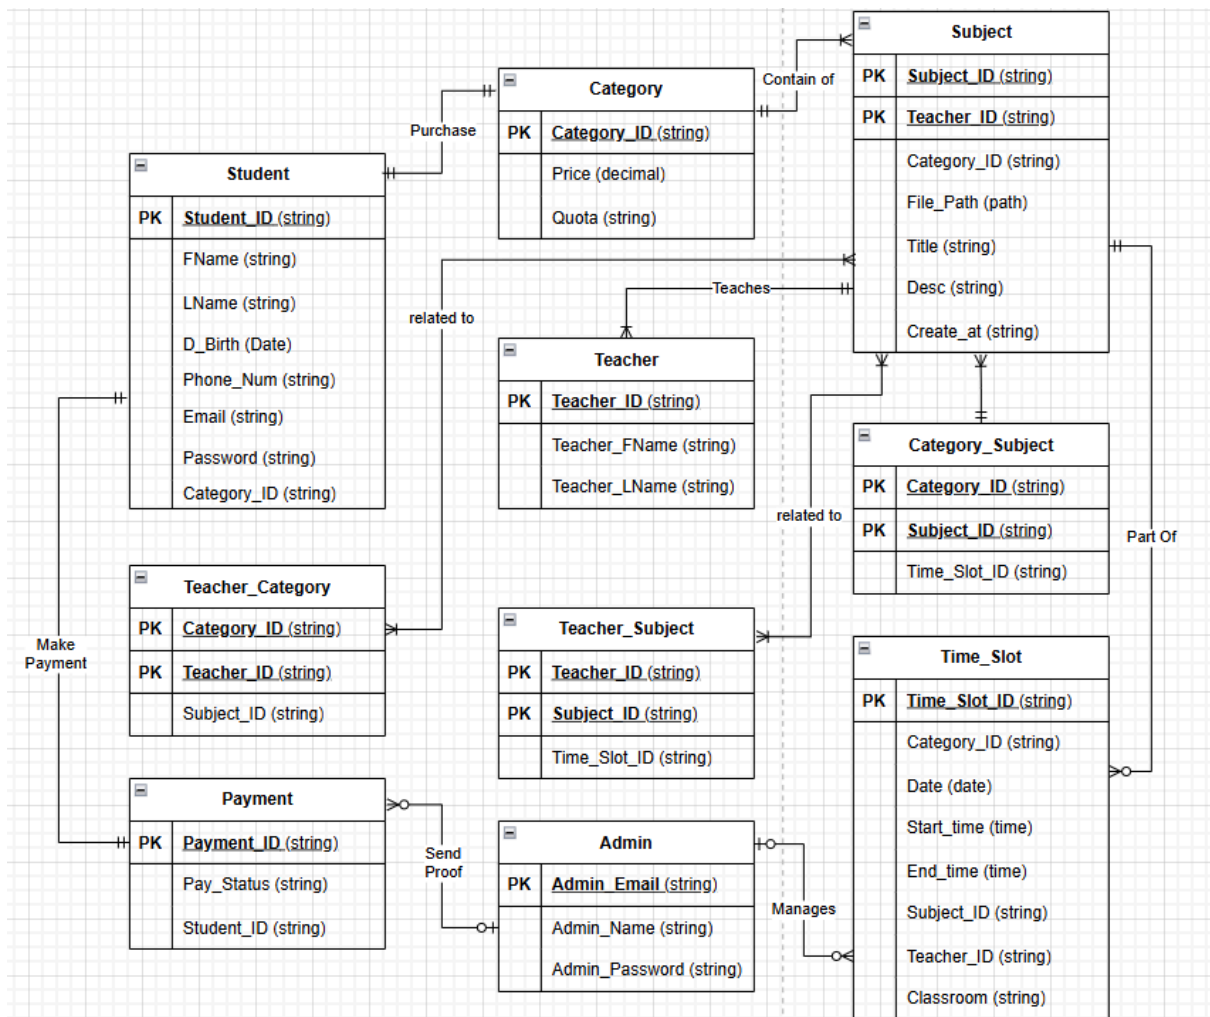 Subject
PK Subject_ID (string)
PK Teacher_ID (string)
Category_ID (string)
File_Path (path)
Title (string)
Desc (string)
Create_at (string)
Contain of
Category
PK Category_ID (string)
Price (decimal)
Quota (string)
Purchase
Student
PK Student_ID (string)
FName (string)
LName (string)
D_Birth (Date)
Phone_Num (string)
Email (string)
Password (string)
Category_ID (string)
related to
Teaches
Teacher
PK Teacher_ID (string)
Teacher_FName (string)
Teacher_LName (string)
Category_Subject
PK Category_ID (string)
PK Subject_ID (string)
Time_Slot_ID (string)
related to
Part Of
Teacher_Category
PK Category_ID (string)
PK Teacher_ID (string)
Subject_ID (string)
Make
Payment
Teacher_Subject
PK Teacher_ID (string)
PK Subject_ID (string)
Time_Slot_ID (string)
Time_Slot
PK Time_Slot_ID (string)
Category_ID (string)
Date (date)
Start_time (time)
End_time (time)
Subject_ID (string)
Teacher_ID (string)
Classroom (string)
Payment
PK Payment_ID (string)
Pay_Status (string)
Student_ID (string)
Send
Proof
Admin
PK Admin_Email (string)
Admin_Name (string)
Admin_Password (string)
Manages